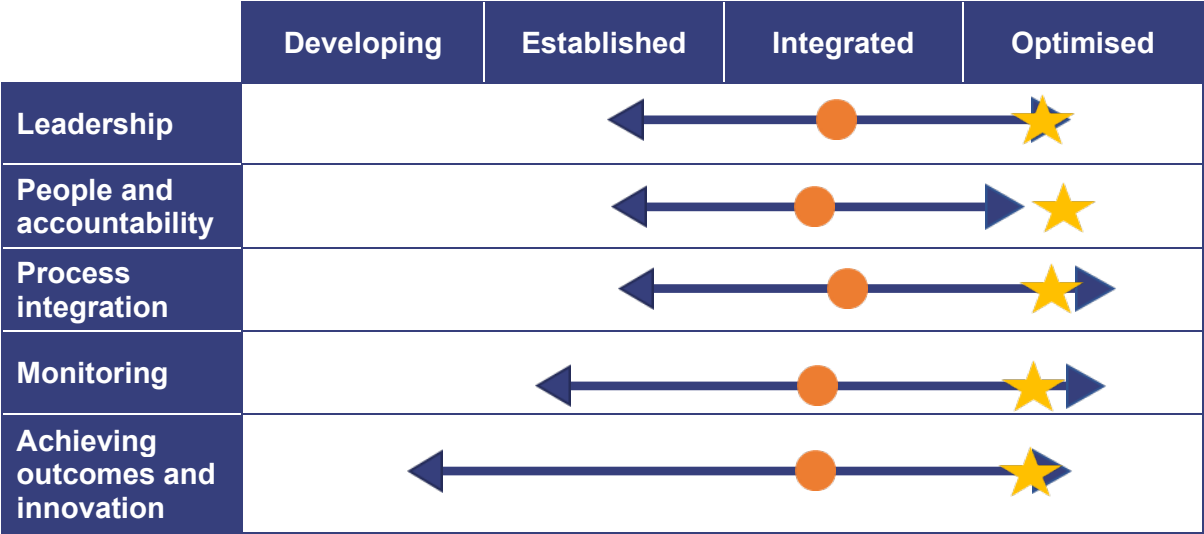 Developing
Established
Integrated
Optimised
Leadership
People and
accountability
Process
integration
Monitoring
Achieving
outcomes and
innovation